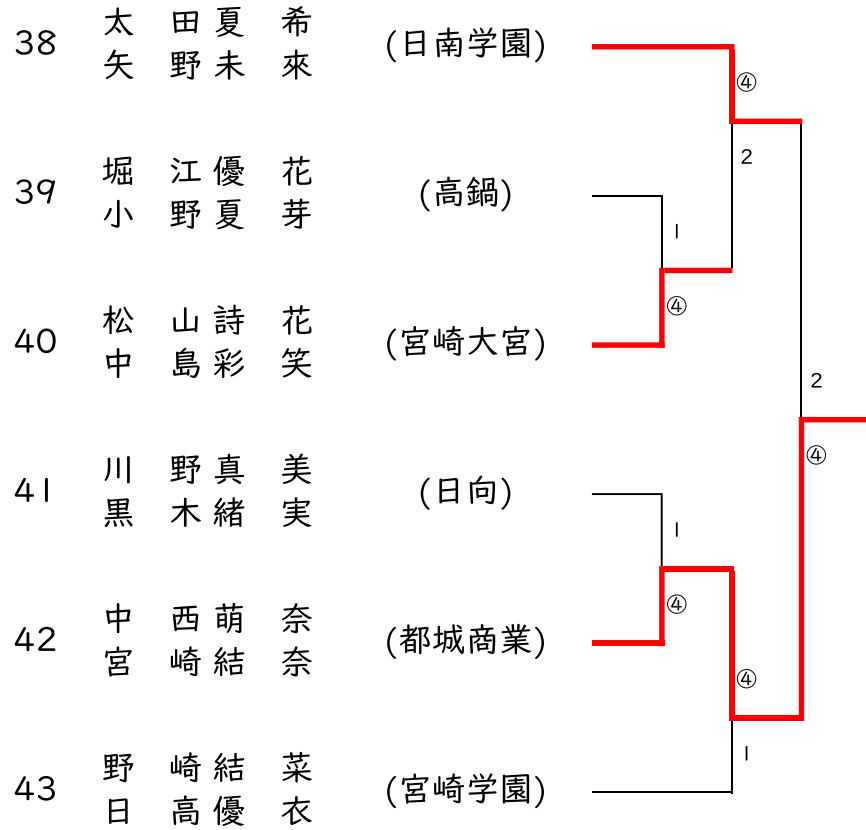 太田夏希
38 (日南学園)
矢野未來
④
2
堀江優花
39 (高鍋)
小野夏芽
1
④
松山詩花
40 (宮崎大宮)
中島彩笑
2
④
川野真美
41 (日向)
黒木緒実
1
④
中西萌奈
42 (都城商業)
宮崎結奈
④
1
野崎結菜
43 (宮崎学園)
日高優衣